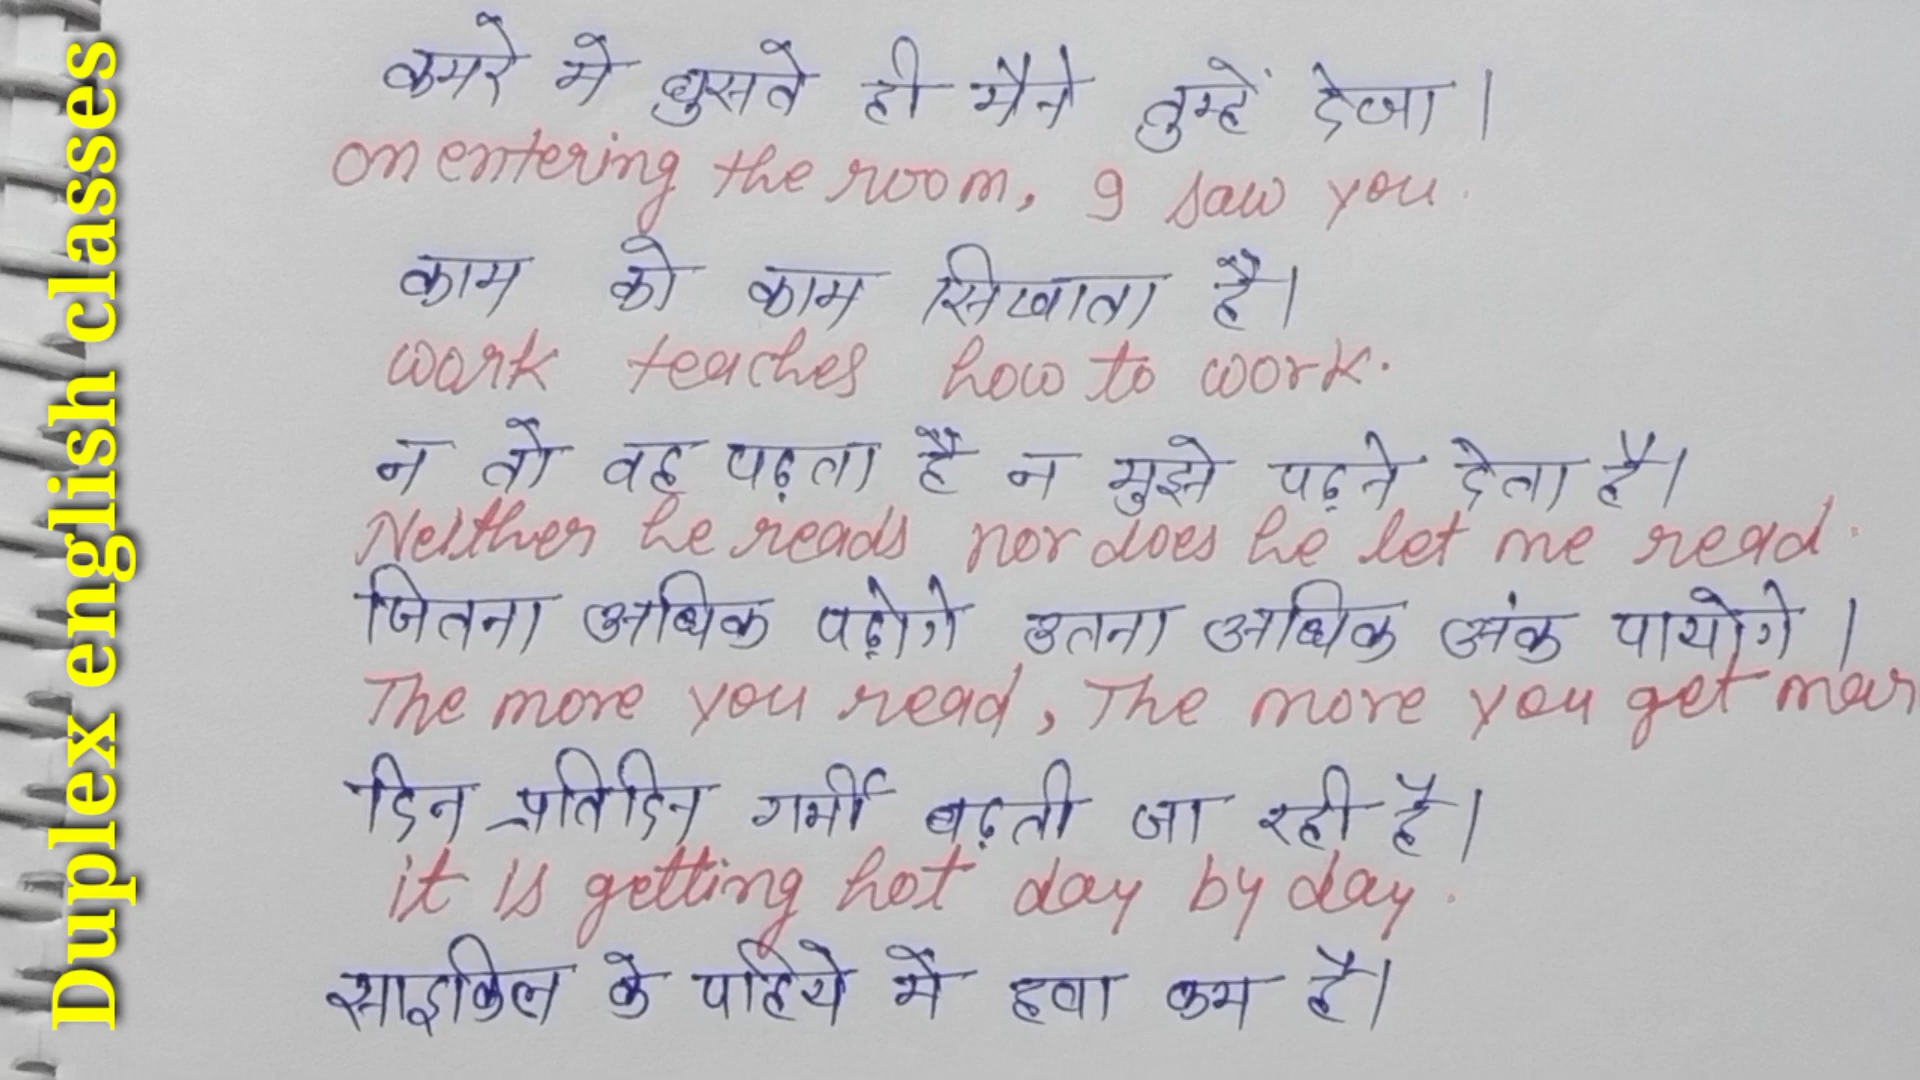 Duplex english classes
कमरे मे घुसते ही मैने तुम्हें देखा।
on entering the room, I saw you.
काम को काम सिखाता है।
work teaches how to work.
न तो वह पढ़ता है न मुझे पढ़ने देता है।
Neither he reads nor does he let me read.
जितना अधिक पढ़ोगे उतना अधिक अंक पायोगे।
The more you read, The more you get mar
दिन प्रतिदिन गर्मी बढ़ती जा रही है।
it is getting hot day by day.
साइकिल के पहिये मे हवा कम है।